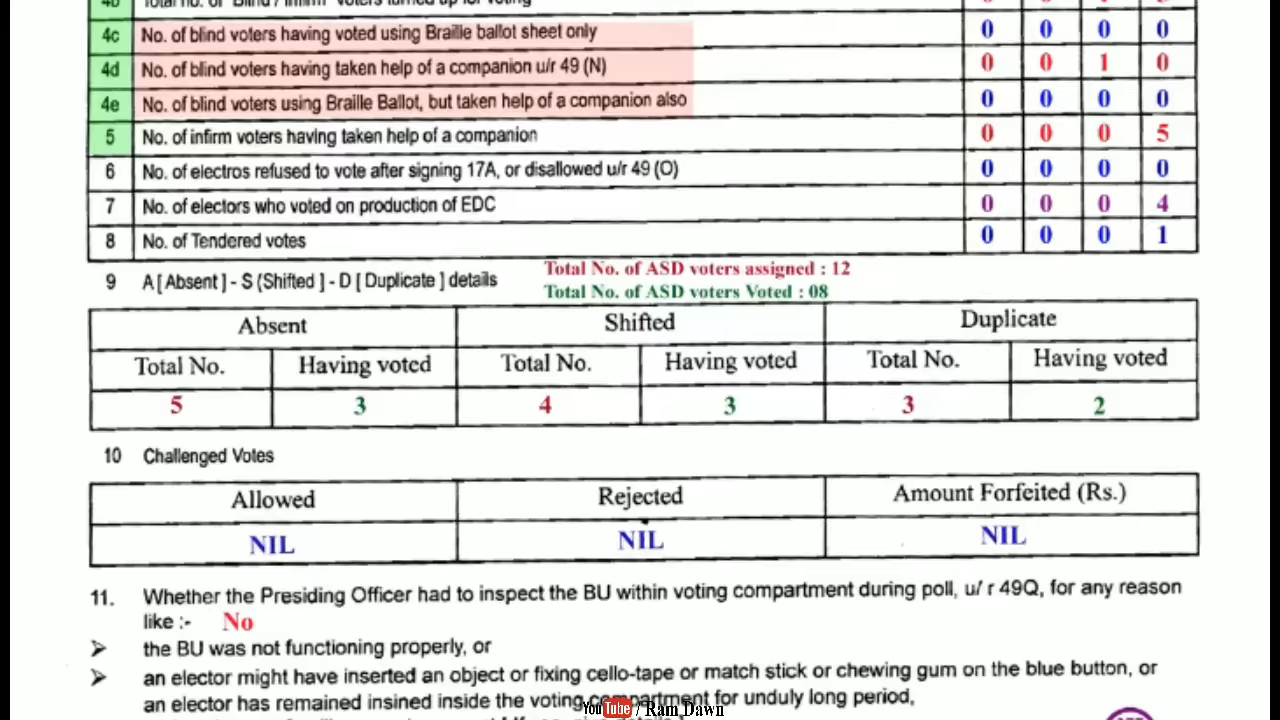 4b Total no. of Blind / Infirm voters turned up for voting
4c No. of blind voters having voted using Braille ballot sheet only 0 0 0 0
4d No. of blind voters having taken help of a companion u/r 49 (N) 0 0 1 0
4e No. of blind voters using Braille Ballot, but taken help of a companion also 0 0 0 0
5 No. of infirm voters having taken help of a companion 0 0 0 5
6 No. of electros refused to vote after signing 17A, or disallowed u/r 49 (O) 0 0 0 0
7 No. of electors who voted on production of EDC 0 0 0 4
8 No. of Tendered votes 0 0 0 1
9 A [ Absent ] - S (Shifted ] - D [ Duplicate ] details
Total No. of ASD voters assigned : 12
Total No. of ASD voters Voted : 08
Absent Shifted Duplicate
Total No. Having voted Total No. Having voted Total No. Having voted
5 3 4 3 3 2
10 Challenged Votes
Allowed Rejected Amount Forfeited (Rs.)
NIL NIL NIL
11. Whether the Presiding Officer had to inspect the BU within voting compartment during poll, u/ r 49Q, for any reason
like :- No
➢ the BU was not functioning properly, or
➢ an elector might have inserted an object or fixing cello-tape or match stick or chewing gum on the blue button, or
an elector has remained insined inside the voting compartment for unduly long period,
YouTube / Ram Dawn